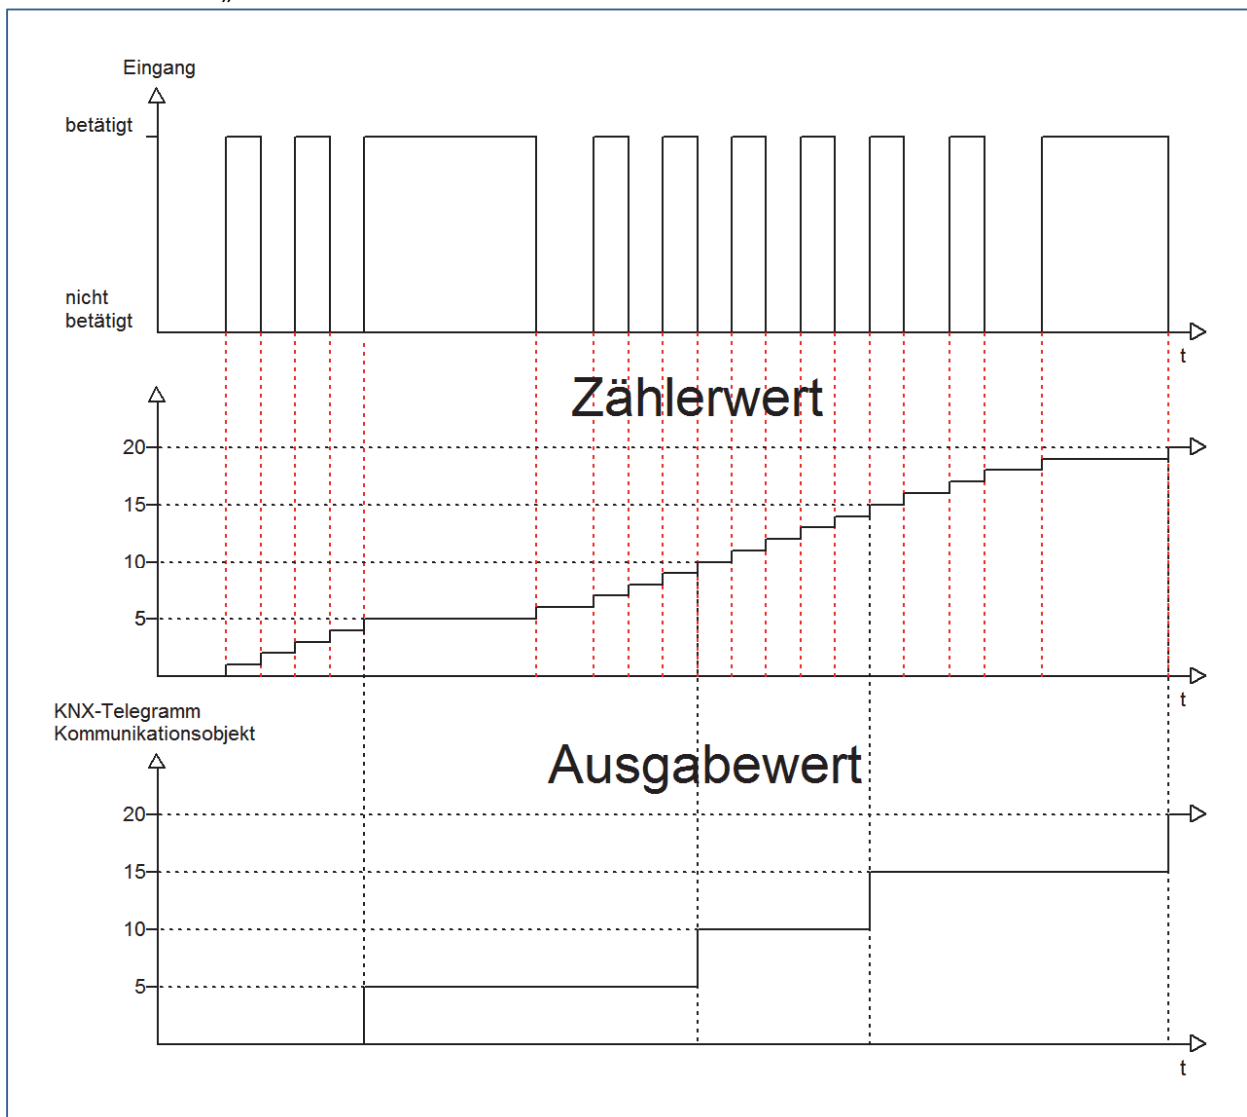 Eingang
betätigt
nicht
betätigt
t
Zählerwert
20
15
10
5
t
KNX-Telegramm
Kommunikationsobjekt
Ausgabewert
20
15
10
5
t